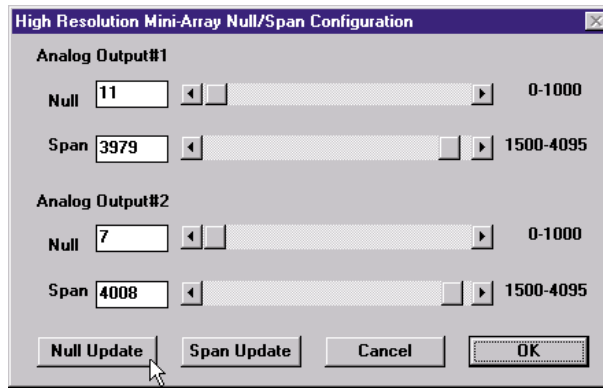 High Resolution Mini-Array Null/Span Configuration
Analog Output#1
Null 11 0-1000
Span 3979 1500-4095
Analog Output#2
Null 7 0-1000
Span 4008 1500-4095
Null Update Span Update Cancel OK